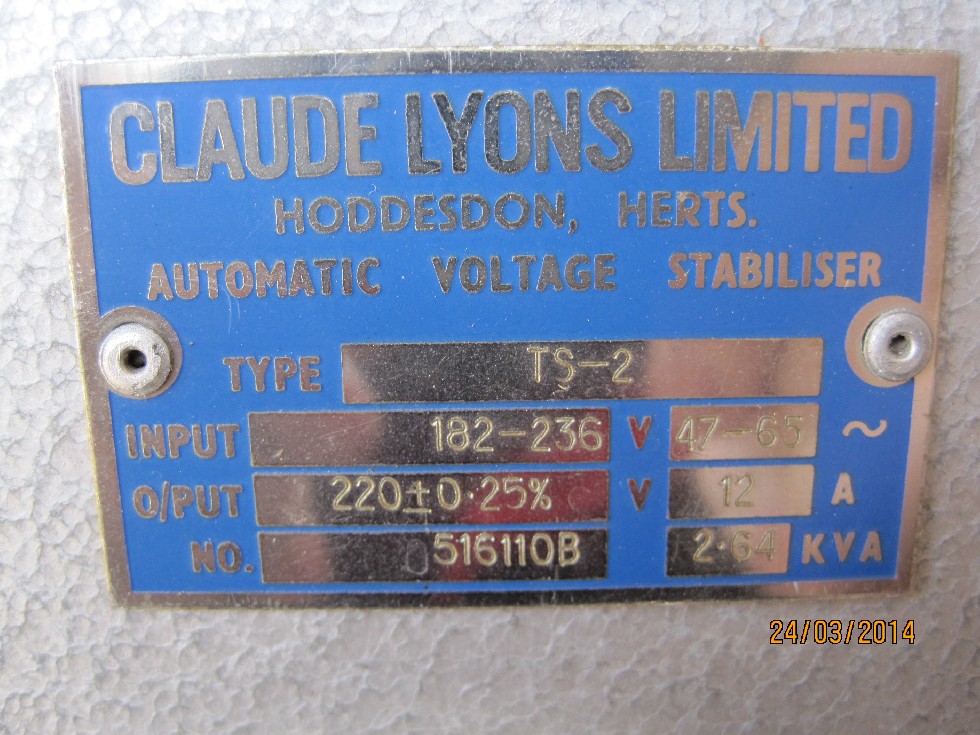 CLAUDE LYONS LIMITED
HODDESDON, HERTS.
AUTOMATIC VOLTAGE STABILISER
TYPE TS-2
INPUT 182-236 V 47-65 ~
O/PUT 220±0·25% V 12 A
NO. 516110B 2·64 KVA
24/03/2014